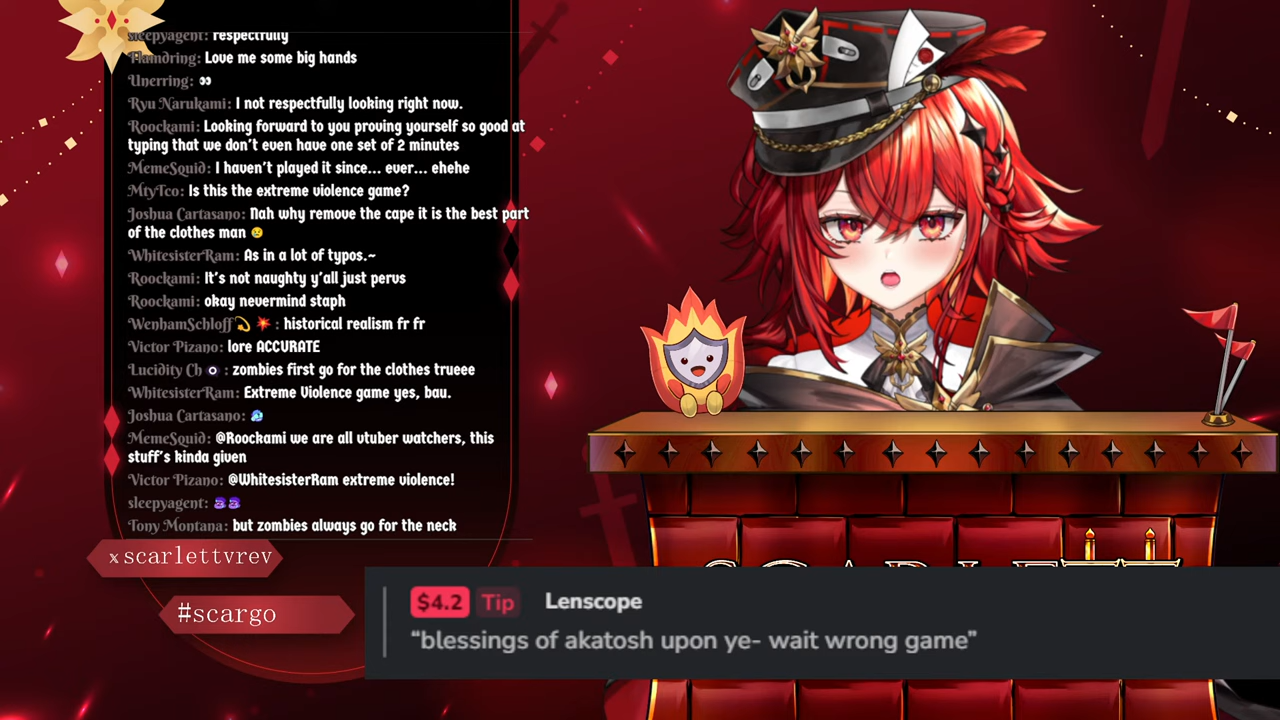 sleepyagent: respectfully
Thamdring: Love me some big hands
Unerring: 👀
Ryu Narukami: I not respectfully looking right now.
Roockami: Looking forward to you proving yourself so good at
typing that we don't even have one set of 2 minutes
MemeSquid: I haven't played it since... ever... ehehe
MtyTco: Is this the extreme violence game?
Joshua Cartasano: Nah why remove the cape it is the best part
of the clothes man 😢
WhitesisterRam: As in a lot of typos.~
Roockami: It's not naughty y'all just pervs
Roockami: okay nevermind staph
WenhamSchloff💫 💥 : historical realism fr fr
Victor Pizano: lore ACCURATE
Lucidity Ch : zombies first go for the clothes trueee
WhitesisterRam: Extreme Violence game yes, bau.
Joshua Cartasano:
MemeSquid: @Roockami we are all vtuber watchers, this
stuff's kinda given
Victor Pizano: @WhitesisterRam extreme violence!
sleepyagent:
Tony Montana: but zombies always go for the neck
X scarlettvrev
#scargo
SCARLETT
$4.2 Tip Lenscope
“blessings of akatosh upon ye- wait wrong game”